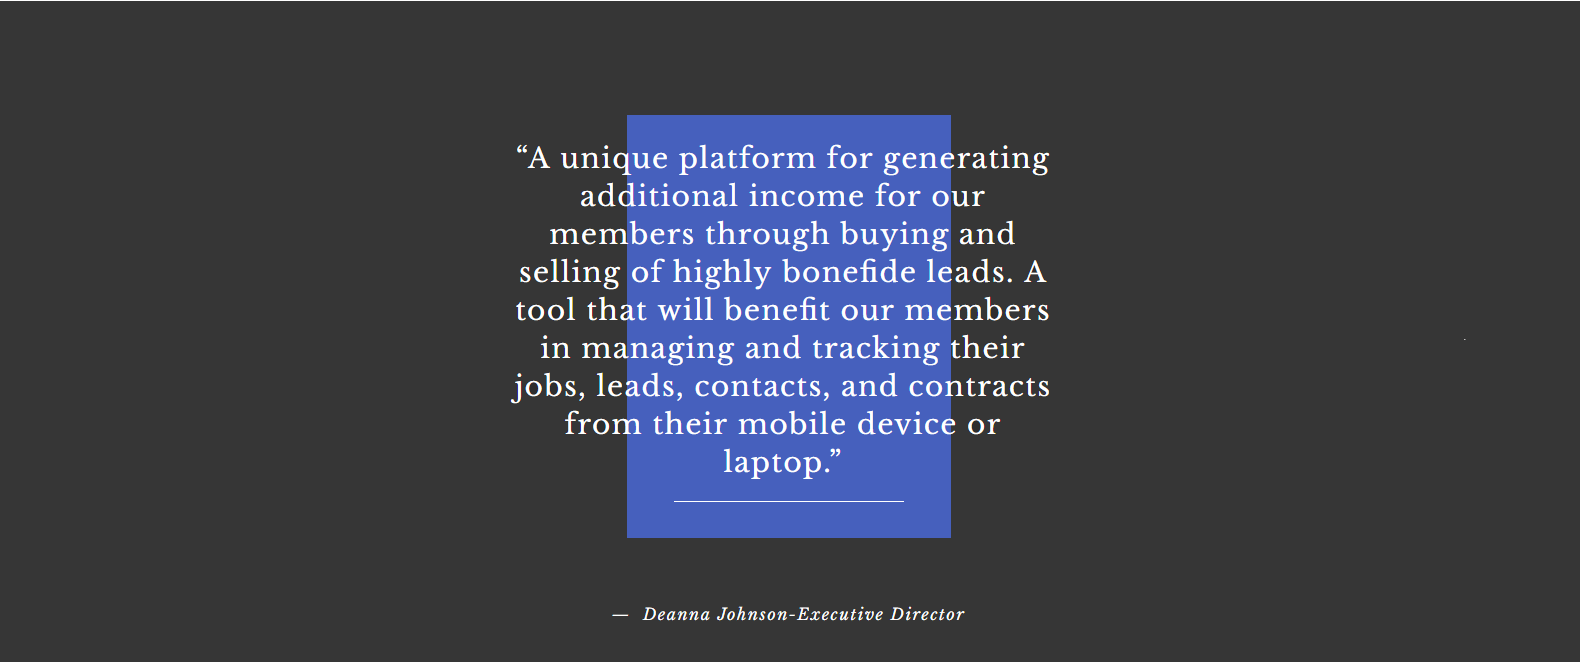 “A unique platform for generating
additional income for our
members through buying and
selling of highly bonefide leads. A
tool that will benefit our members
in managing and tracking their
jobs, leads, contacts, and contracts
from their mobile device or
laptop.”
— Deanna Johnson-Executive Director